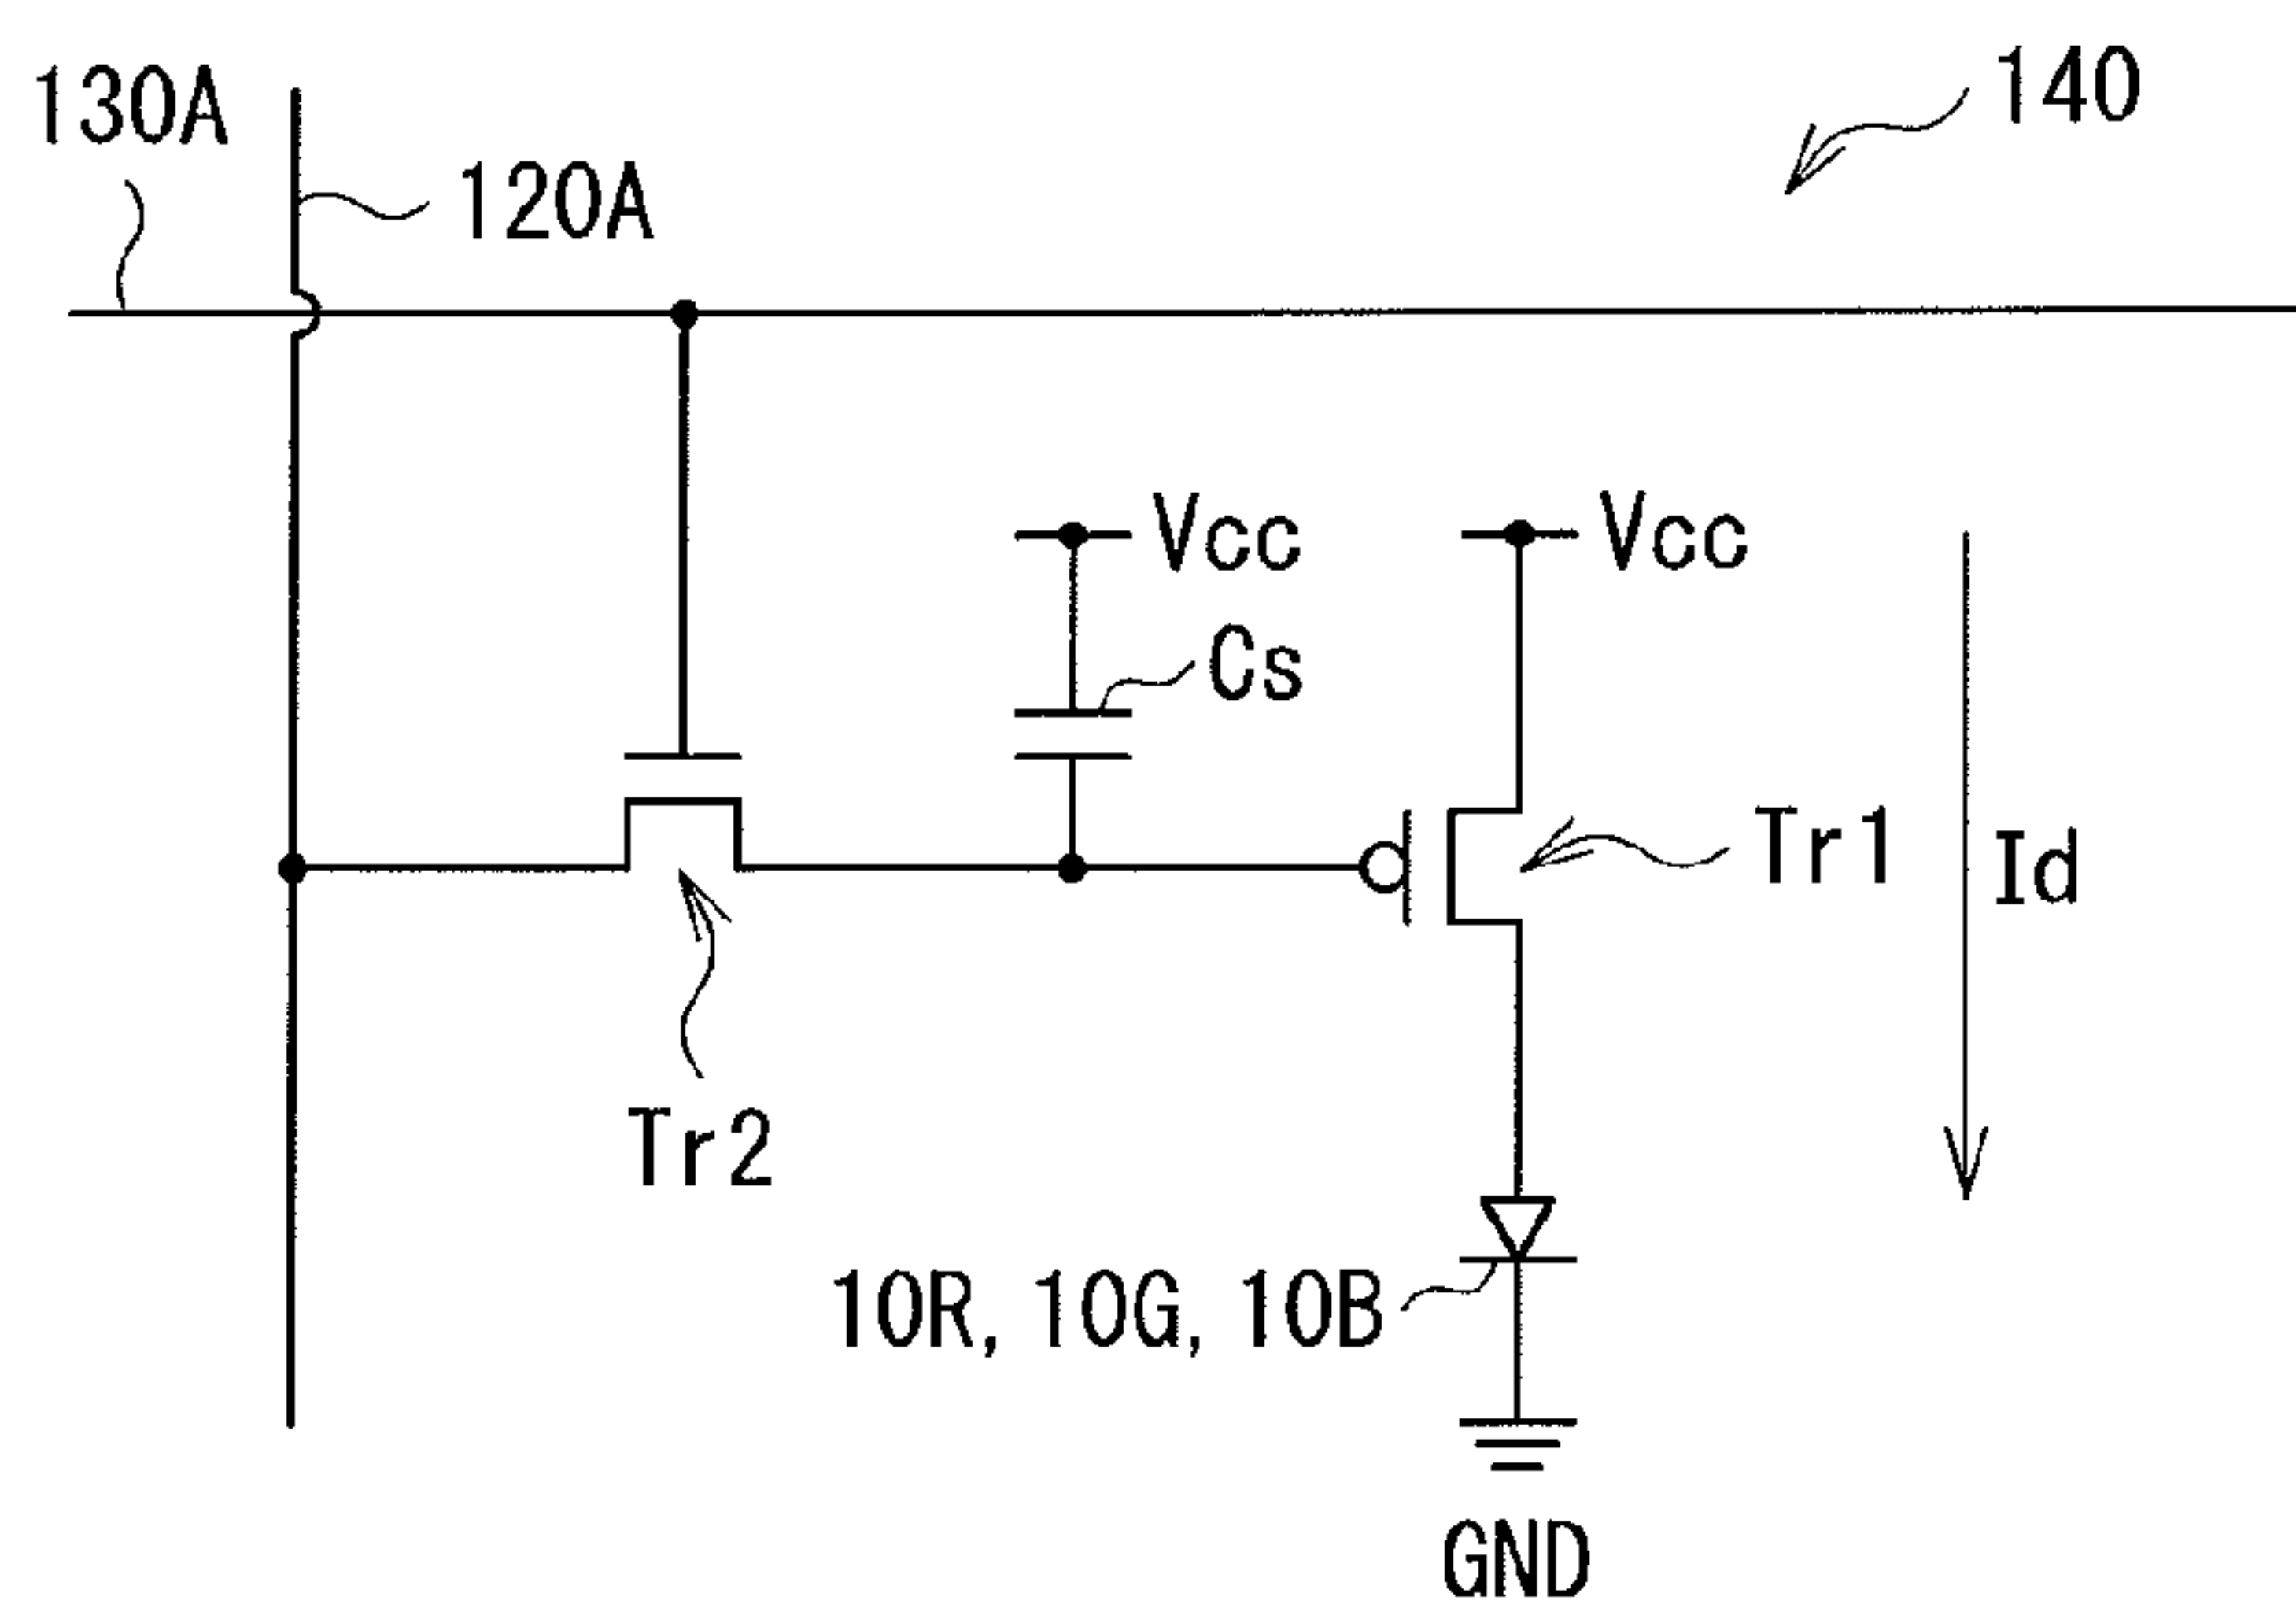 140
130A
120A
Vcc
Vcc
Cs
Tr1
Id
Tr2
10R, 10G, 10B
GND